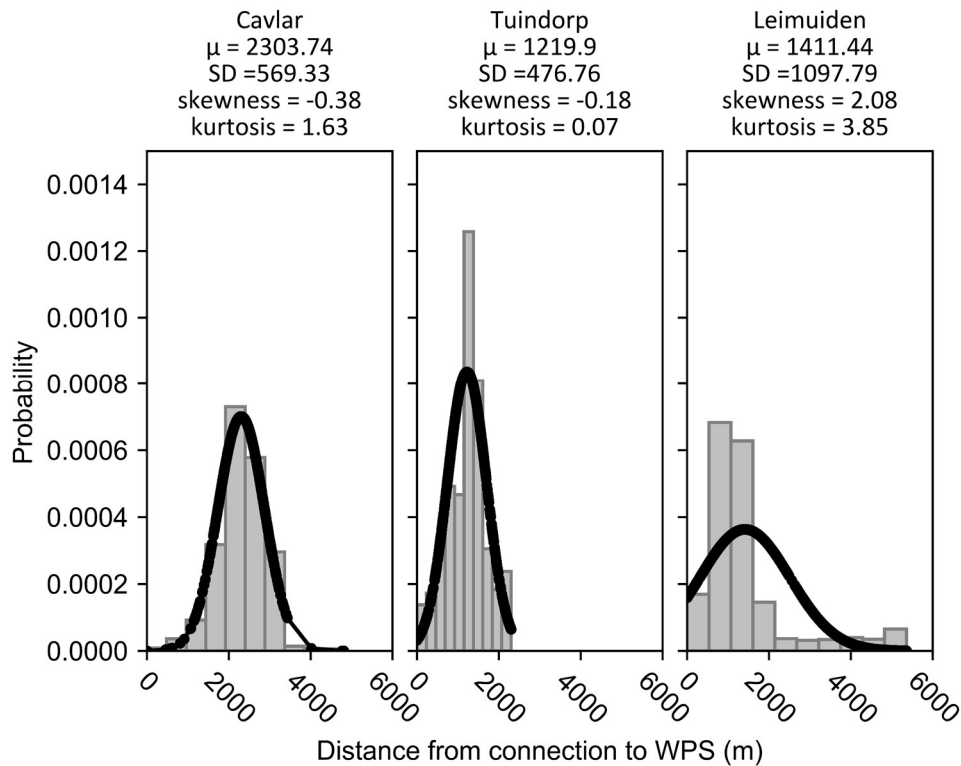 Cavlar
μ = 2303.74
SD =569.33
skewness = -0.38
kurtosis = 1.63
Tuindorp
μ = 1219.9
SD =476.76
skewness = -0.18
kurtosis = 0.07
Leimuiden
μ = 1411.44
SD =1097.79
skewness = 2.08
kurtosis = 3.85
Probability
0.0014
0.0012
0.0010
0.0008
0.0006
0.0004
0.0002
0.0000
0 2000 4000 6000
0 2000 4000 6000
0 2000 4000 6000
Distance from connection to WPS (m)